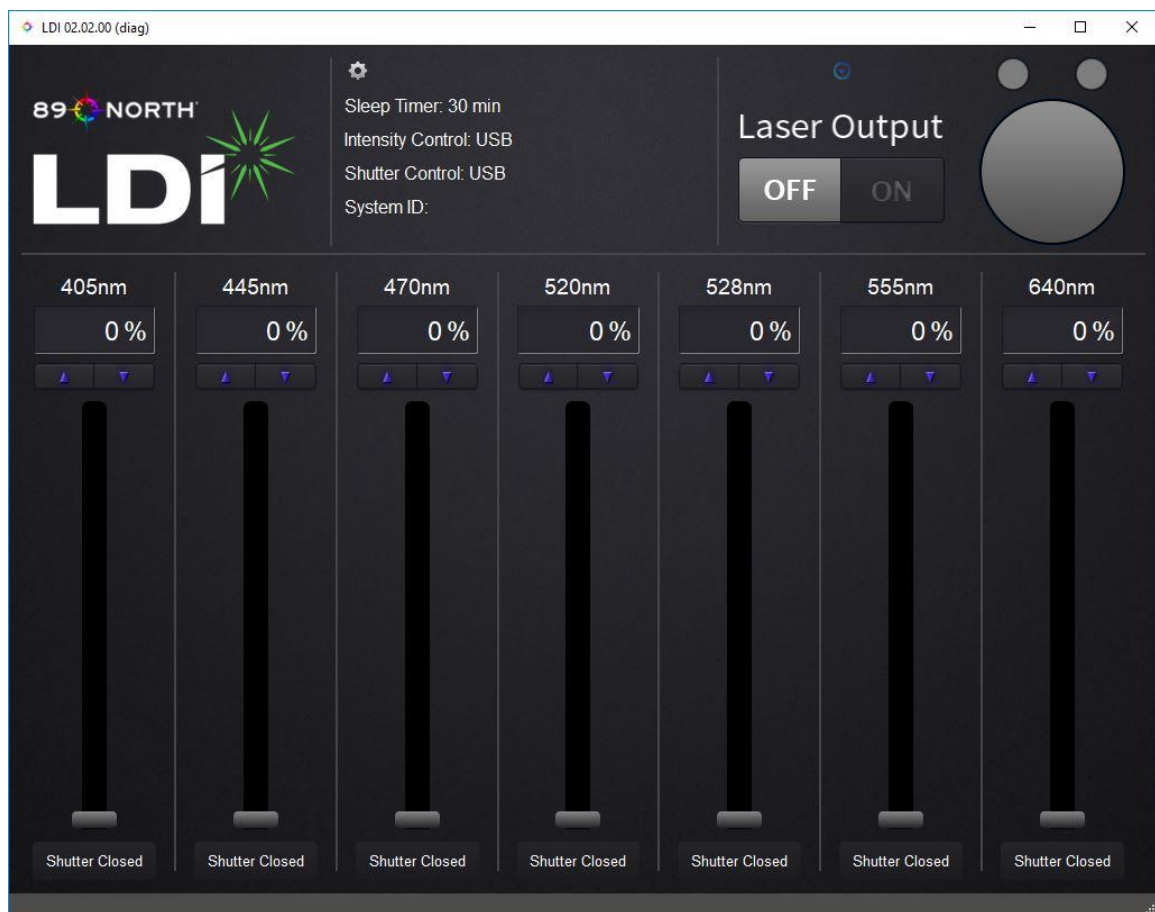 LDI 02.02.00 (diag)
89 NORTH
LDI
Sleep Timer: 30 min
Intensity Control: USB
Shutter Control: USB
System ID:
Laser Output
OFF ON
405nm 445nm 470nm 520nm 528nm 555nm 640nm
0 % 0 % 0 % 0 % 0 % 0 % 0 %
Shutter Closed Shutter Closed Shutter Closed Shutter Closed Shutter Closed Shutter Closed Shutter Closed